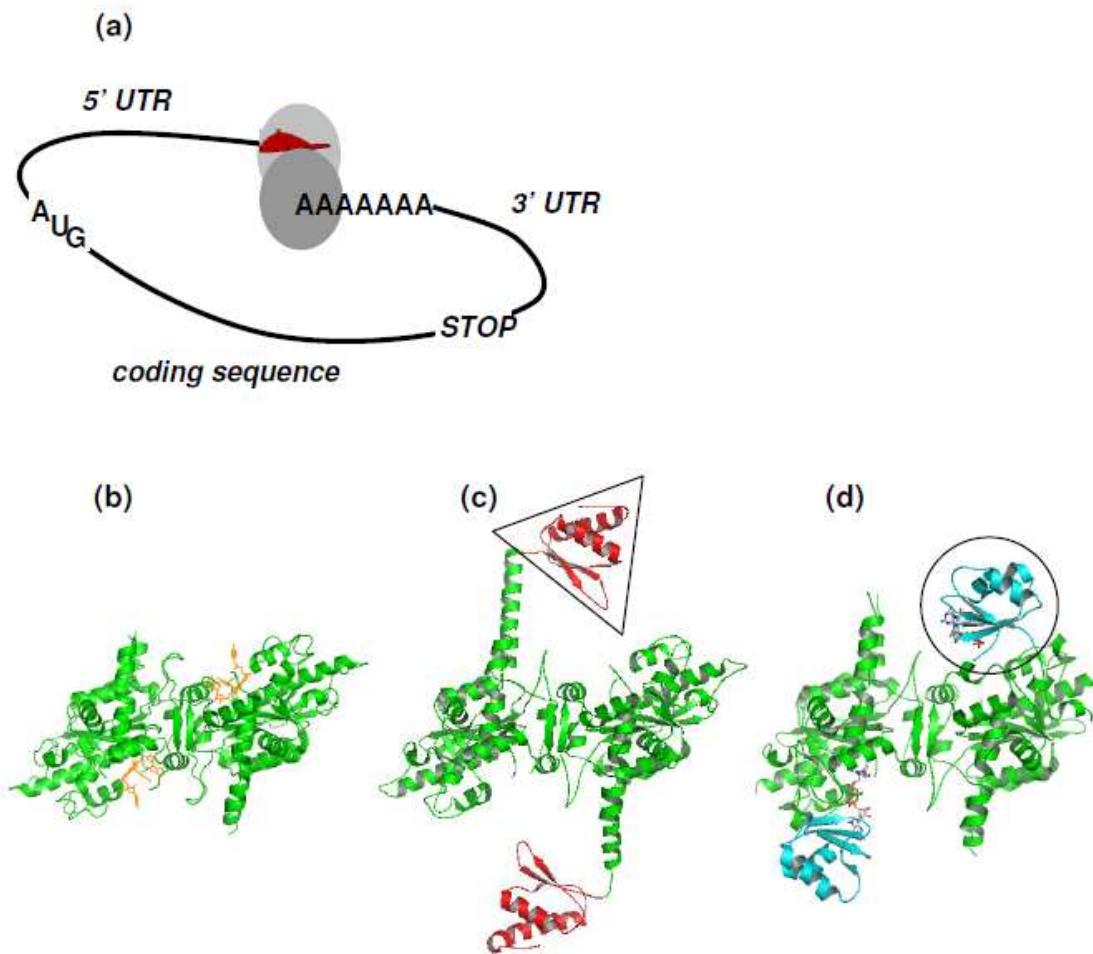 (a)
5' UTR
AAAAAAA
3' UTR
AUG
STOP
coding sequence
(b)
(c)
(d)